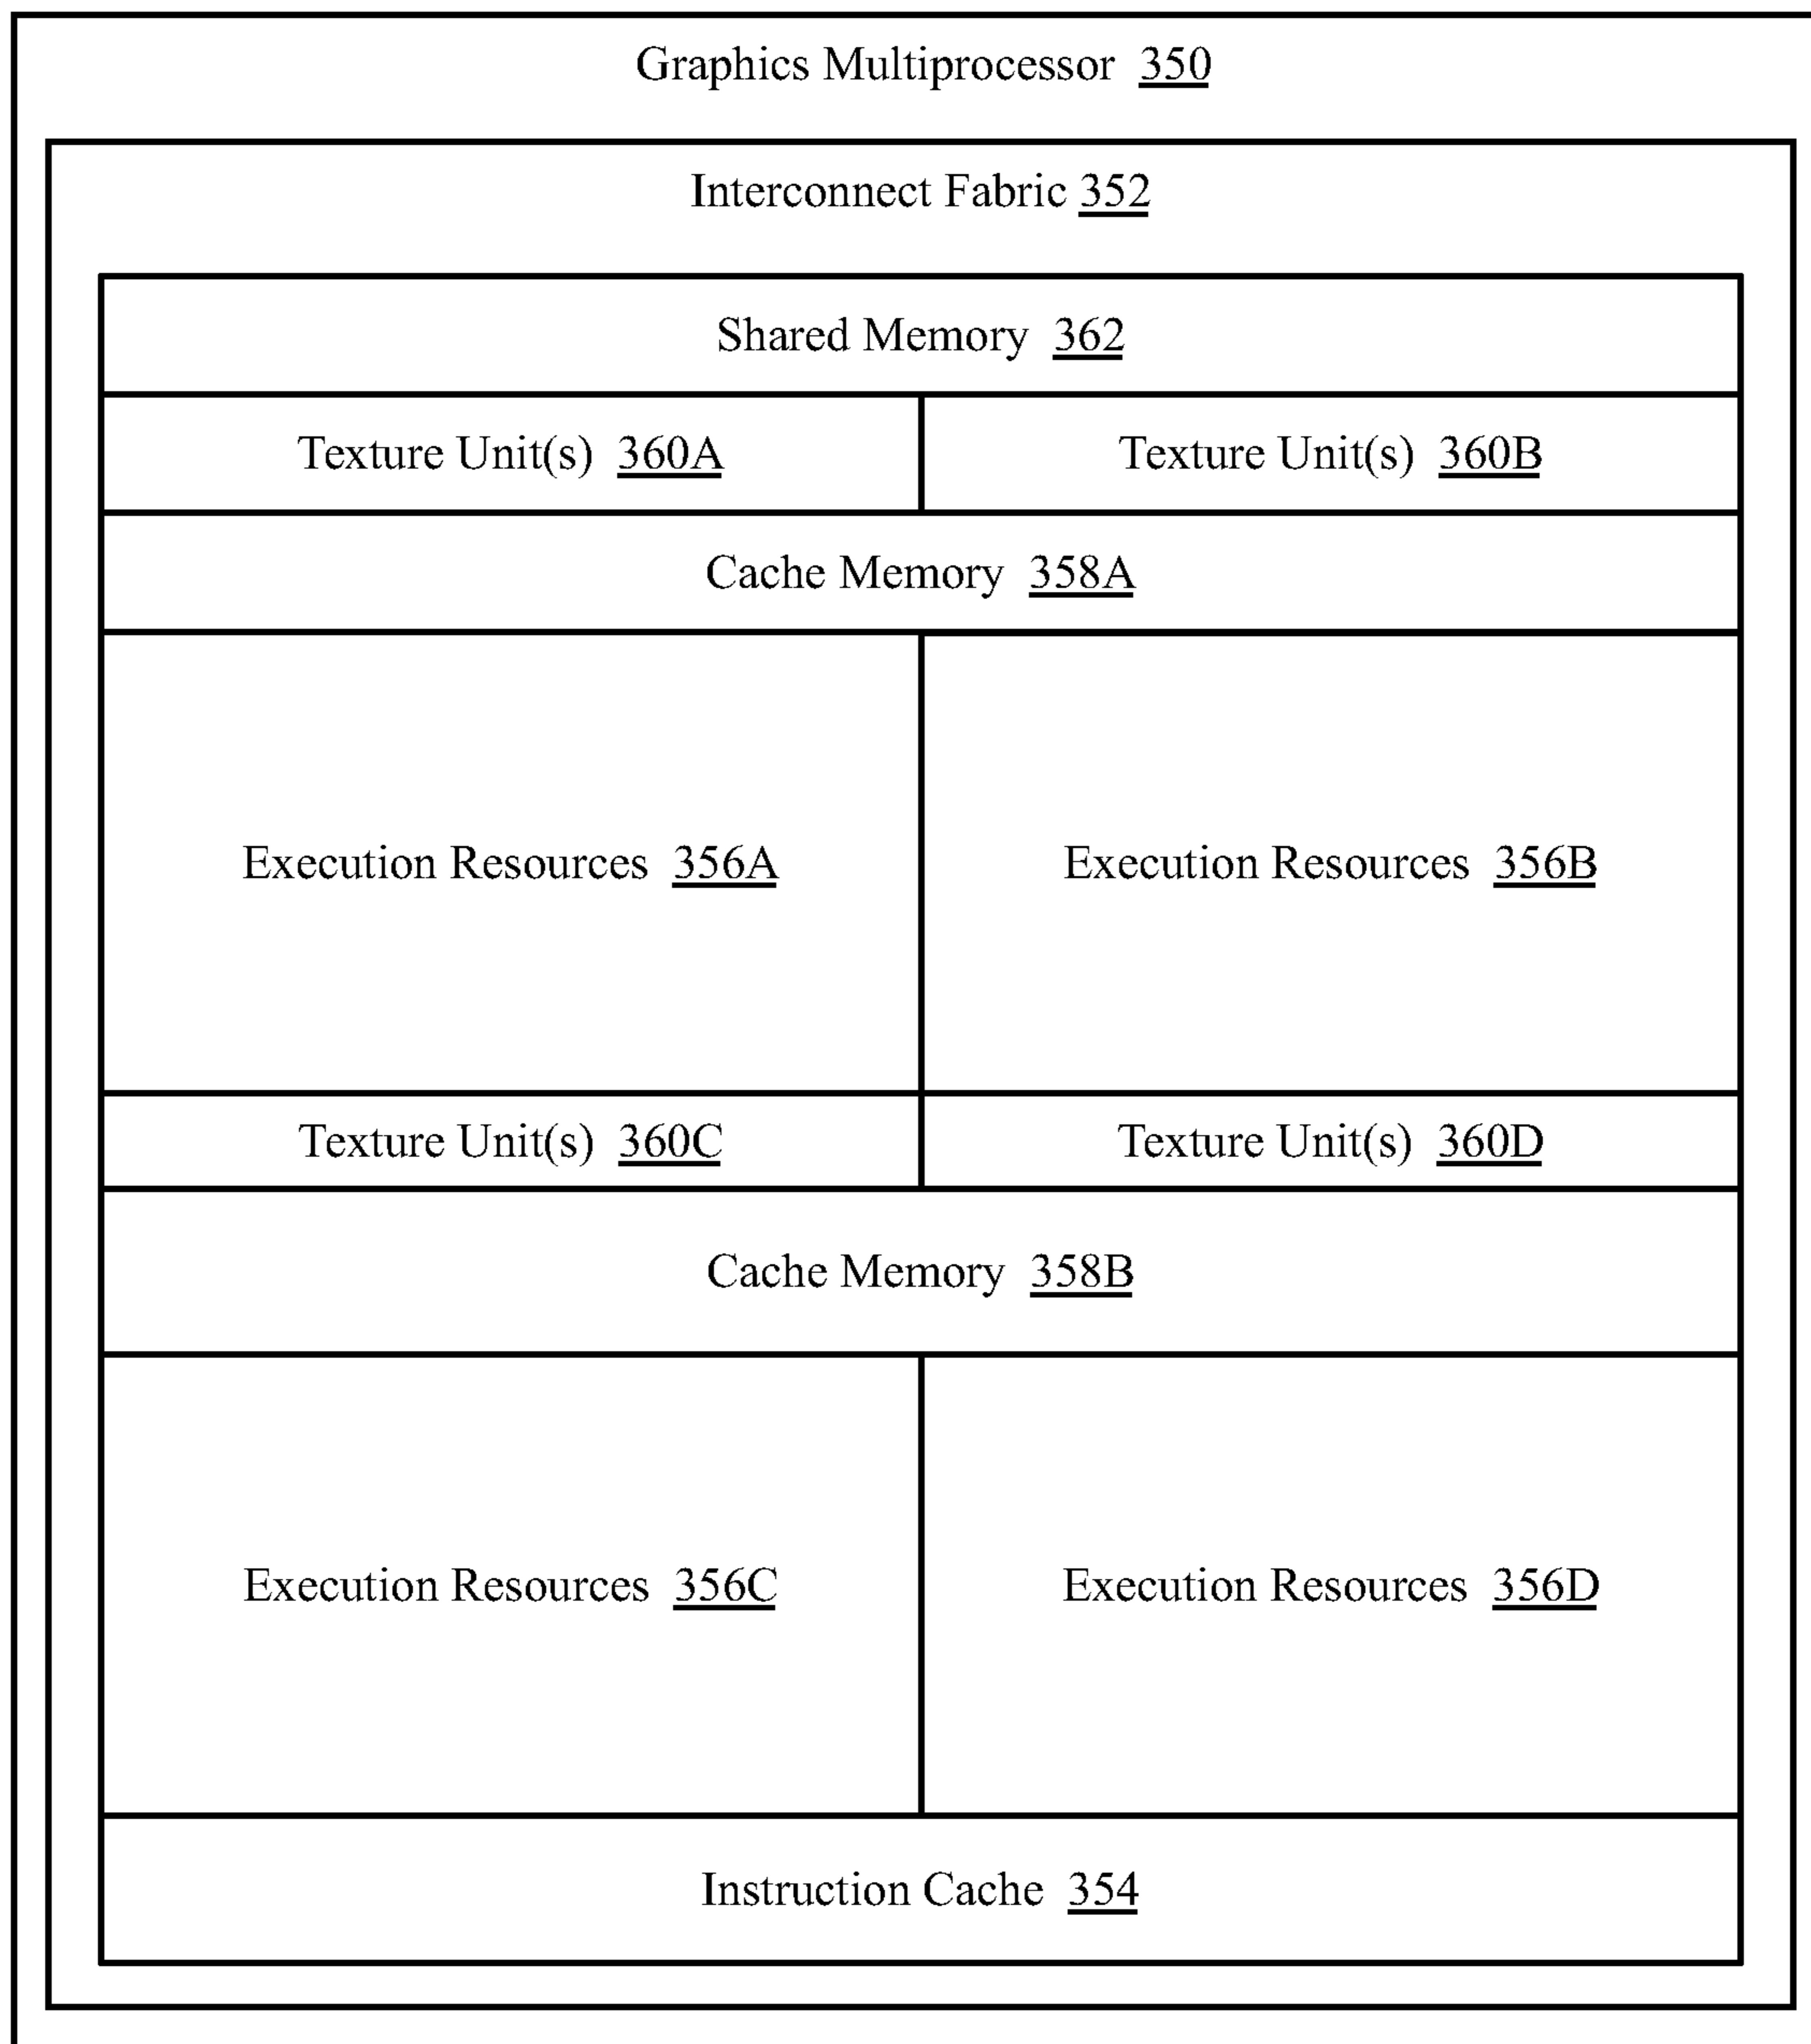 Graphics Multiprocessor 350
Interconnect Fabric 352
Shared Memory 362
Texture Unit(s) 360A
Texture Unit(s) 360B
Cache Memory 358A
Execution Resources 356A
Execution Resources 356B
Texture Unit(s) 360C
Texture Unit(s) 360D
Cache Memory 358B
Execution Resources 356C
Execution Resources 356D
Instruction Cache 354